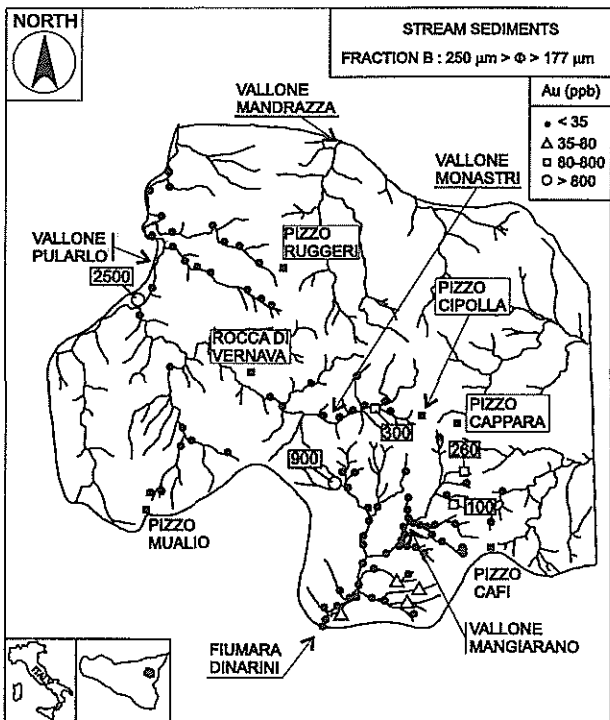 NORTH
STREAM SEDIMENTS
FRACTION B : 250 µm > Φ > 177 µm
Au (ppb)
< 35
35-80
80-800
> 800
VALLONE
MANDRAZZA
VALLONE
MONASTRI
VALLONE
PULARLO
PIZZO
RUGGERI
2500
PIZZO
CIPOLLA
ROCCA DI
VERNAVA
PIZZO
CAPPARA
300
260
900
100
PIZZO
MUALIO
PIZZO
CAFI
VALLONE
MANGIARANO
FIUMARA
DINARINI
ITALY